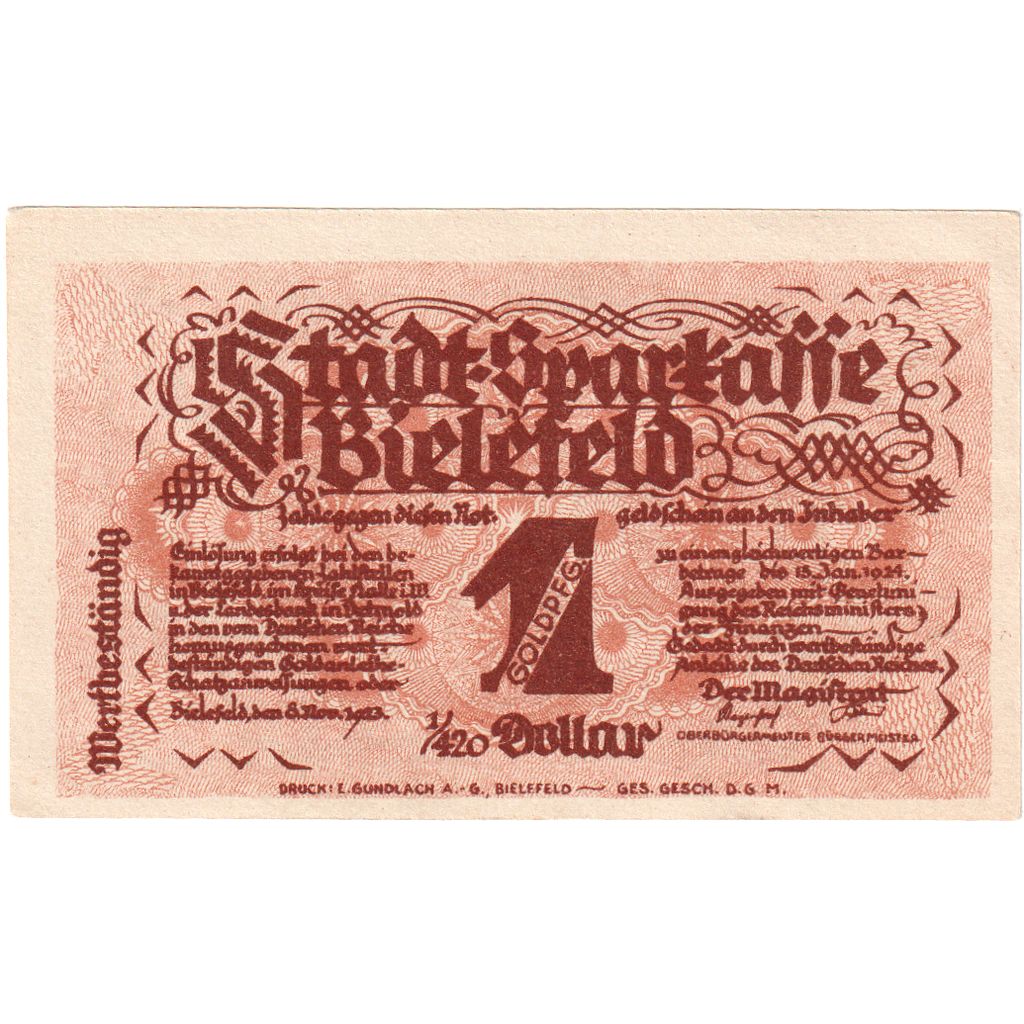 Stadt-Sparkasse
Bielefeld
zahle gegen diesen Not-
geldschein an den Inhaber
1
GOLDPFG.
1/420 Dollar
Wertbeständig
Einlösung erfolgt bei den be-
kanntgegebenen Zahlstellen
in Bielefeld, im Kreise Halle i.W.
o. der Landesbank in Detmold
in den vom Deutschen Reiche
herausgegebenen wert-
beständigen Goldanleihe-
Schatzanweisungen oder
Bielefeld, den 8. Nov. 1923.
zu einem gleichwertigen Bar-
betrage bis 15. Jan. 1924.
Ausgegeben mit Genehmi-
gung des Reichsministers
der Finanzen
Gedeckt durch wertbeständige
Anleihe des Deutschen Reiches.
Der Magistrat
OBERBÜRGERMEISTER BÜRGERMEISTER
DRUCK: E. GUNDLACH A.-G., BIELEFELD — GES. GESCH. D.G.M.